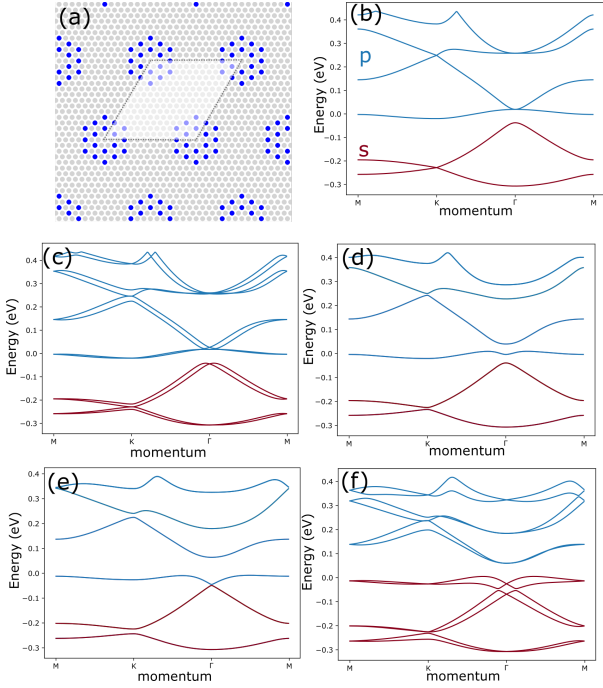 (a)
(b)
p
s
Energy (eV)
0.4
0.3
0.2
0.1
0.0
−0.1
−0.2
−0.3
M
K
Γ
M
momentum
(c)
Energy (eV)
0.4
0.3
0.2
0.1
0.0
−0.1
−0.2
−0.3
M
K
Γ
M
momentum
(d)
Energy (eV)
0.4
0.3
0.2
0.1
0.0
−0.1
−0.2
−0.3
M
K
Γ
M
momentum
(e)
Energy (eV)
0.4
0.3
0.2
0.1
0.0
−0.1
−0.2
−0.3
M
K
Γ
M
momentum
(f)
Energy (eV)
0.4
0.3
0.2
0.1
0.0
−0.1
−0.2
−0.3
M
K
Γ
M
momentum